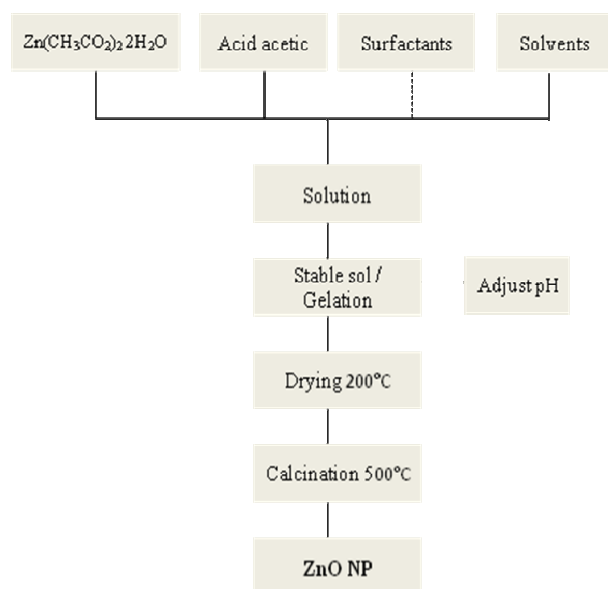 Zn(CH₃CO₂)₂ 2H₂O
Acid acetic
Surfactants
Solvents
Solution
Stable sol /
Gelation
Adjust pH
Drying 200°C
Calcination 500°C
ZnO NP